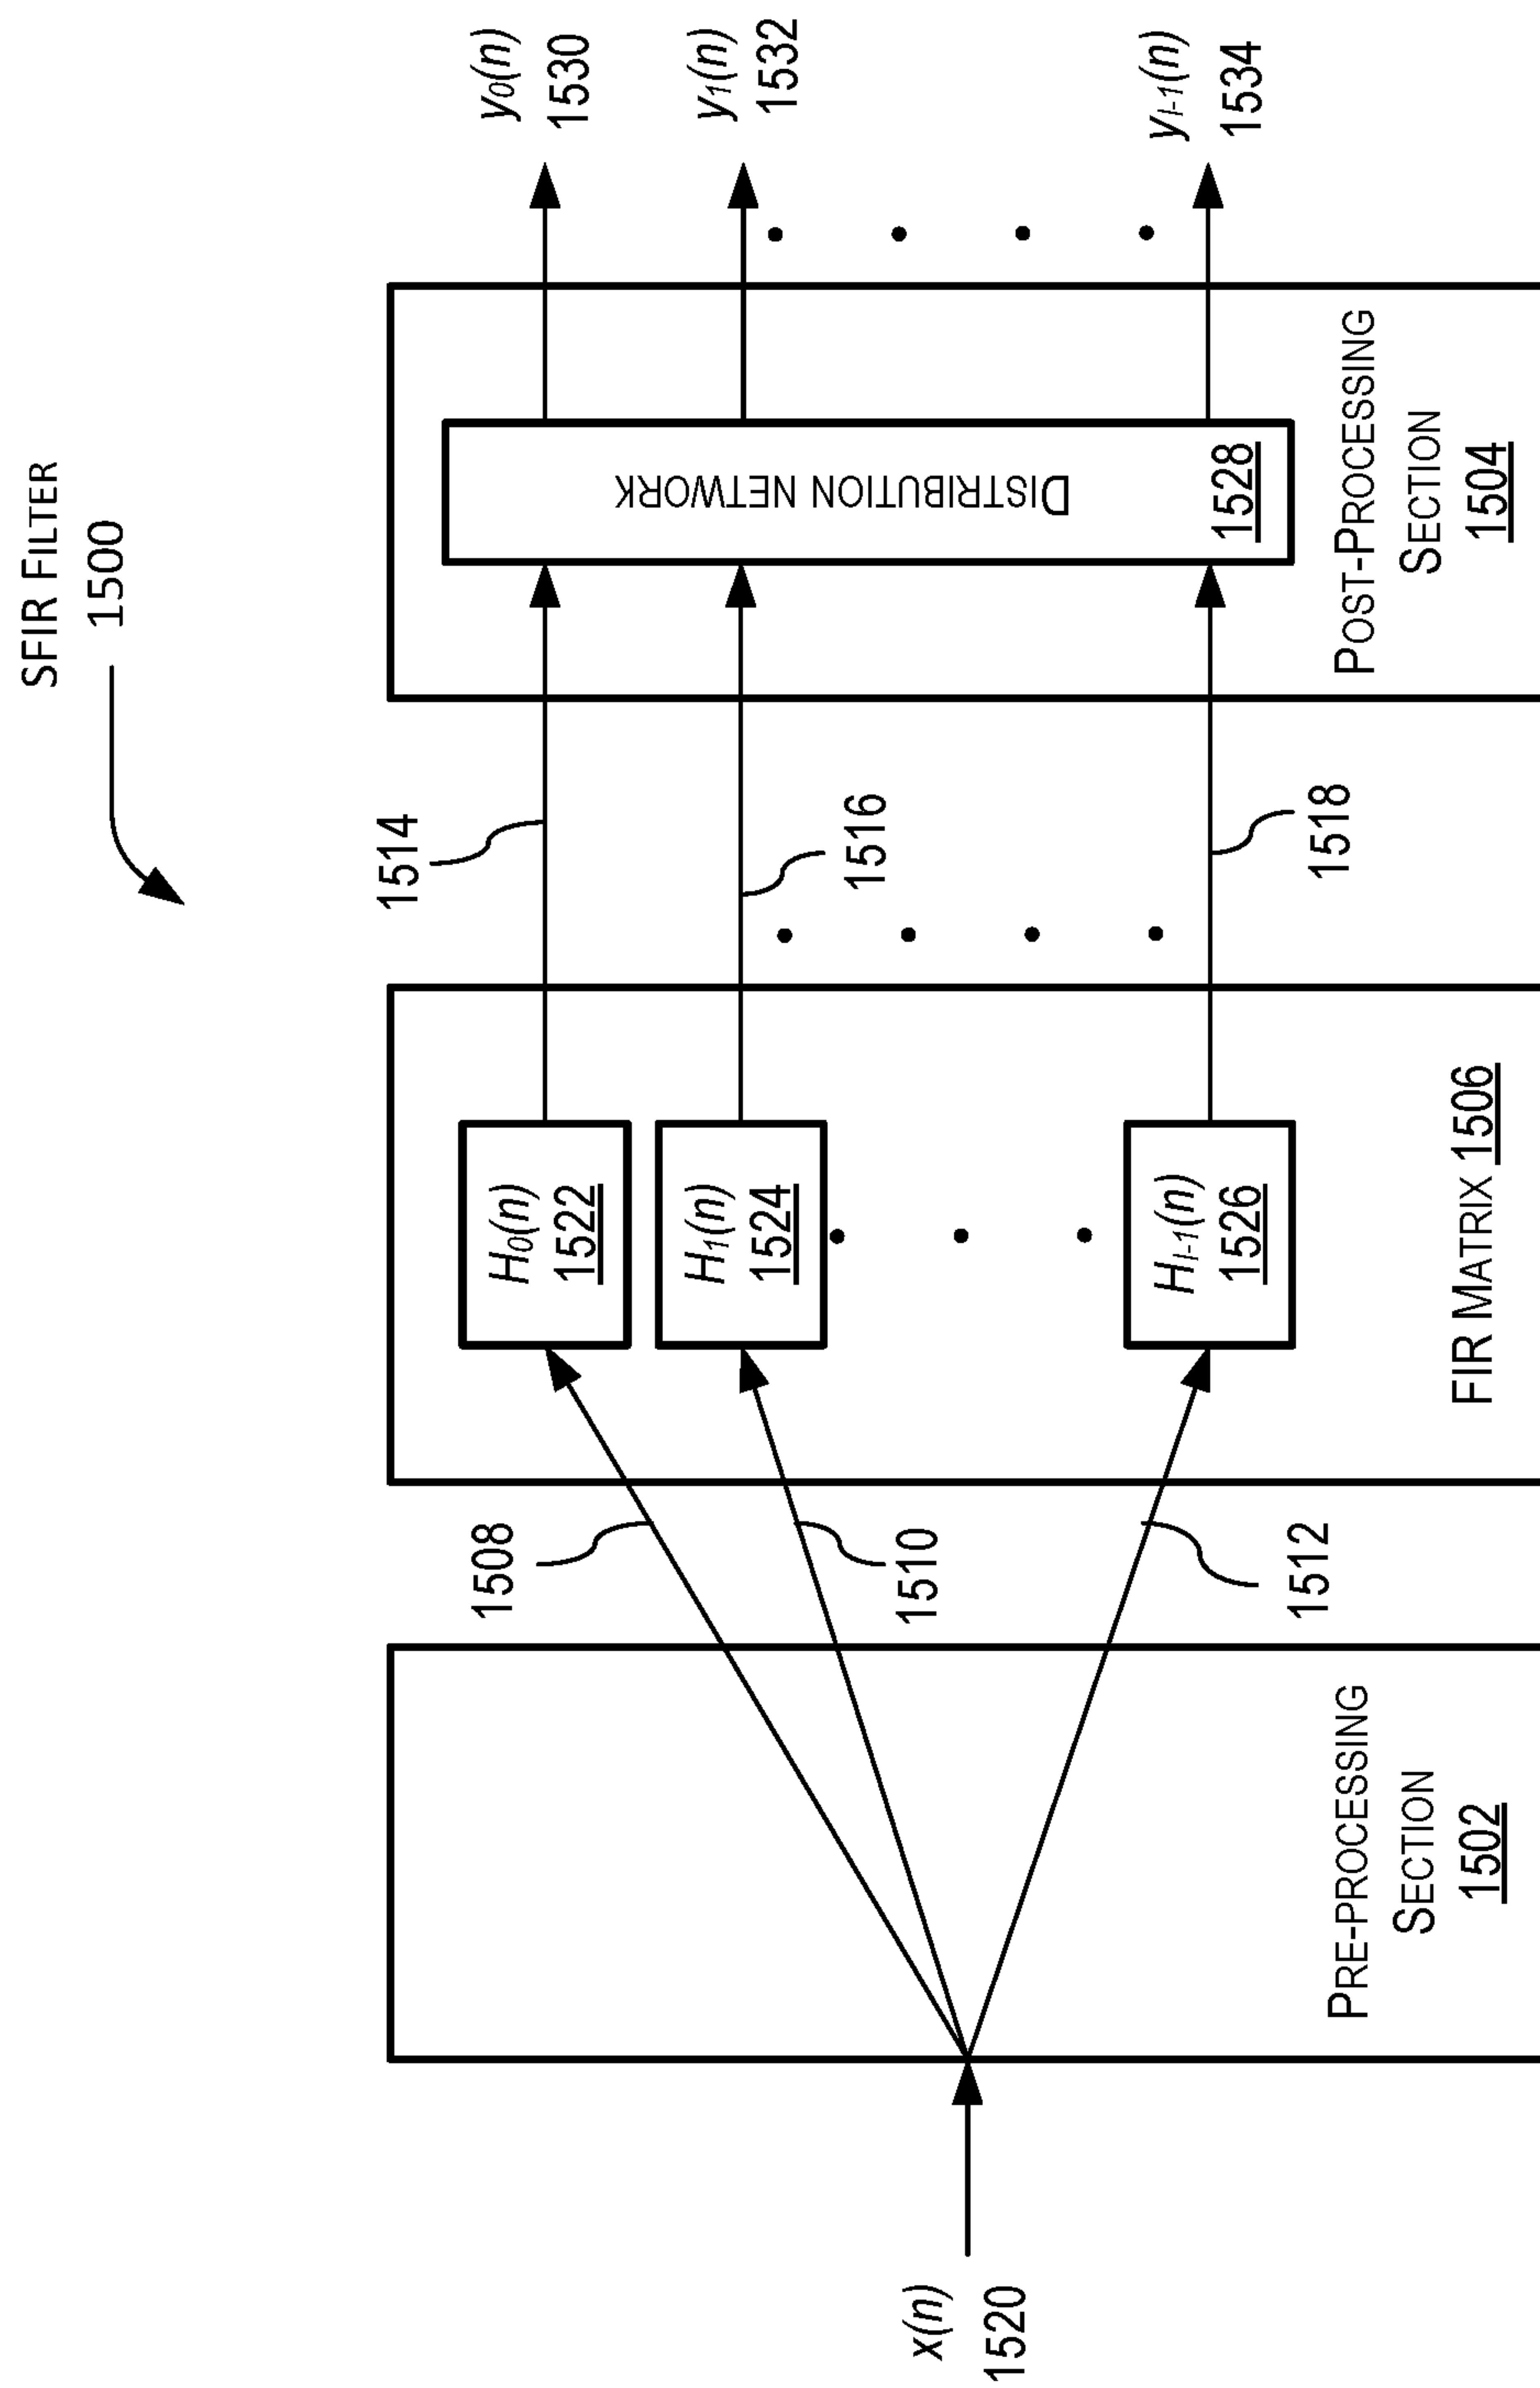 SFIR FILTER
1500
x(n)
1520
PRE-PROCESSING
SECTION
1502
1508
1510
1512
H0(n)
1522
H1(n)
1524
HI-1(n)
1526
FIR MATRIX 1506
1514
1516
1518
DISTRIBUTION NETWORK
1528
POST-PROCESSING
SECTION
1504
y0(n)
1530
y1(n)
1532
yI-1(n)
1534